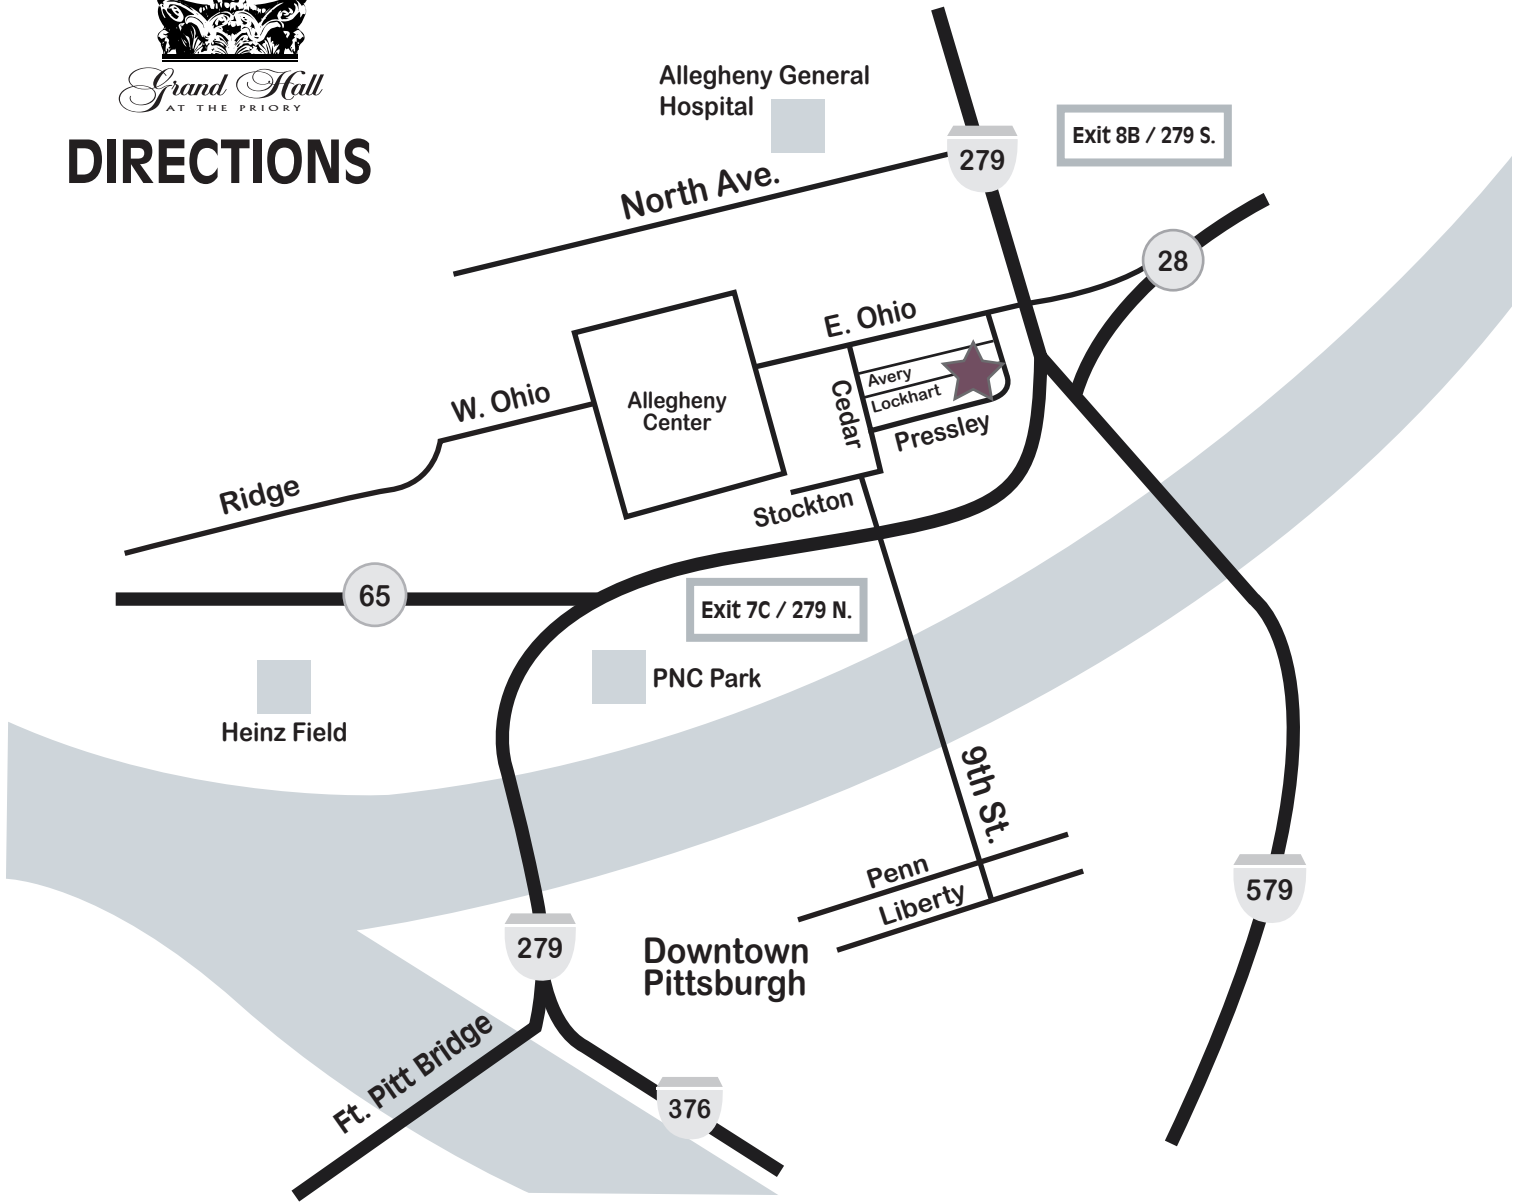 Grand Hall
AT THE PRIORY
DIRECTIONS
Allegheny General
Hospital
279
Exit 8B / 279 S.
North Ave.
28
E. Ohio
W. Ohio
Allegheny
Center
Cedar
Avery
Lockhart
Pressley
Ridge
Stockton
65
Exit 7C / 279 N.
PNC Park
Heinz Field
9th St.
Penn
Liberty
579
279
Downtown
Pittsburgh
Ft. Pitt Bridge
376